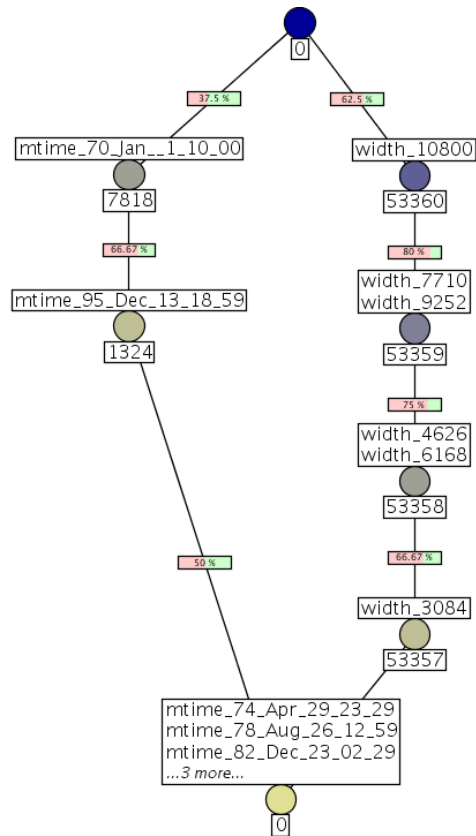 0
37.5 %
62.5 %
mtime_70_Jan__1_10_00
width_10800
7818
53360
66.67 %
80 %
mtime_95_Dec_13_18_59
width_7710
width_9252
1324
53359
75 %
width_4626
width_6168
53358
50 %
66.67 %
width_3084
53357
mtime_74_Apr_29_23_29
mtime_78_Aug_26_12_59
mtime_82_Dec_23_02_29
...3 more...
0